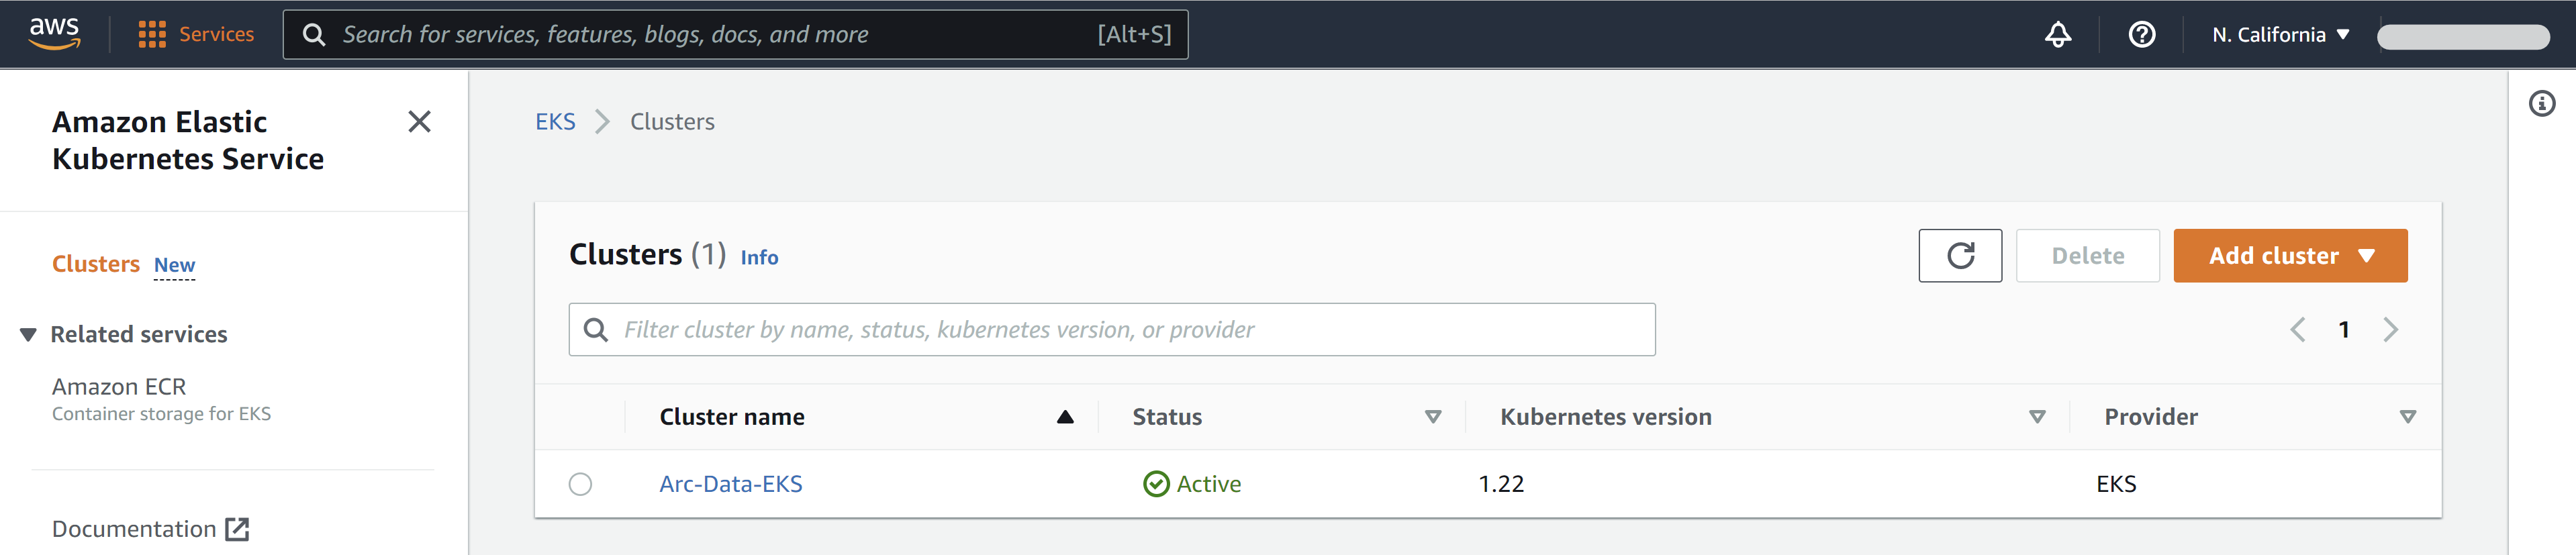 aws
Services
Search for services, features, blogs, docs, and more
[Alt+S]
N. California
Amazon Elastic
Kubernetes Service
Clusters New
Related services
Amazon ECR
Container storage for EKS
Documentation
EKS
Clusters
Clusters (1) Info
Delete
Add cluster
Filter cluster by name, status, kubernetes version, or provider
1
Cluster name Status Kubernetes version Provider
Arc-Data-EKS Active 1.22 EKS